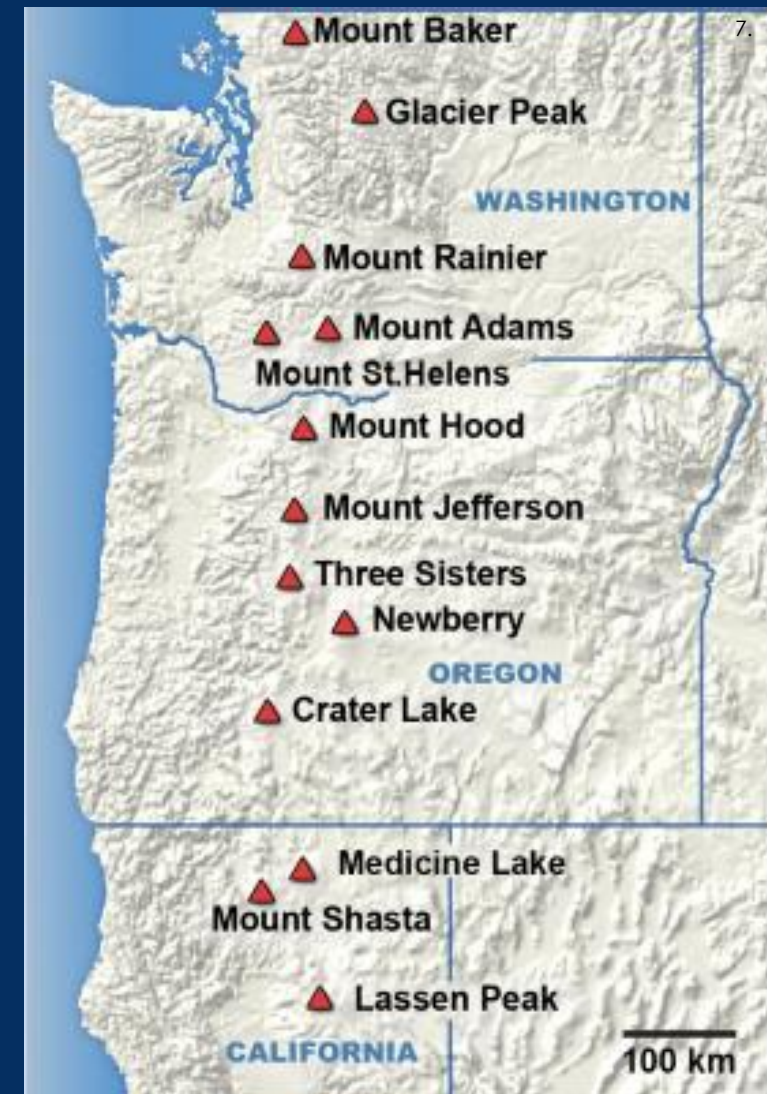 7.
Mount Baker
Glacier Peak
WASHINGTON
Mount Rainier
Mount Adams
Mount St.Helens
Mount Hood
Mount Jefferson
Three Sisters
Newberry
OREGON
Crater Lake
Medicine Lake
Mount Shasta
Lassen Peak
CALIFORNIA
100 km